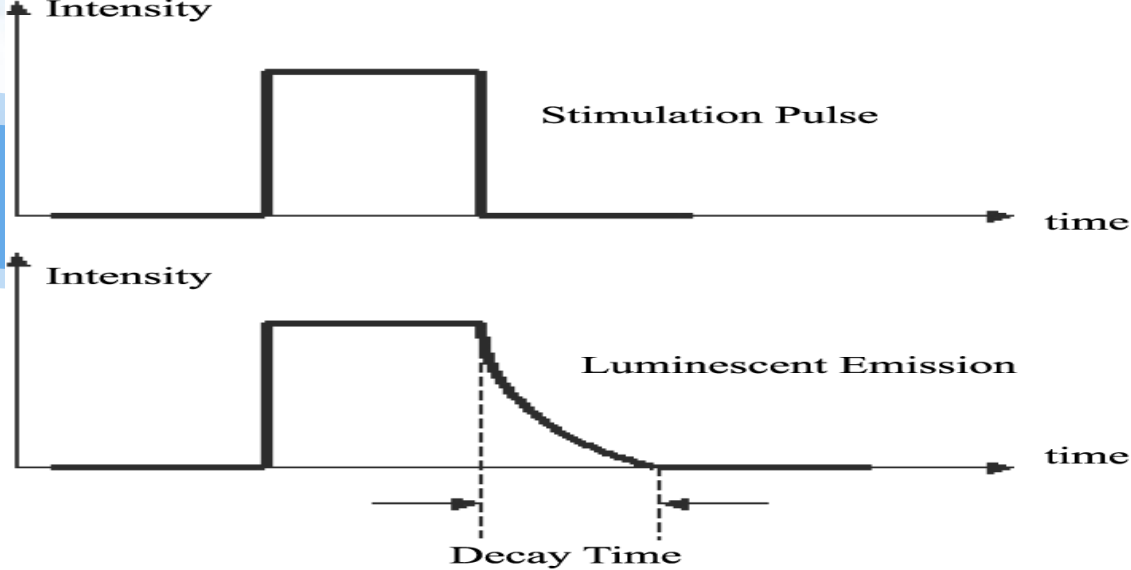 Intensity
Stimulation Pulse
time
Intensity
Luminescent Emission
time
Decay Time